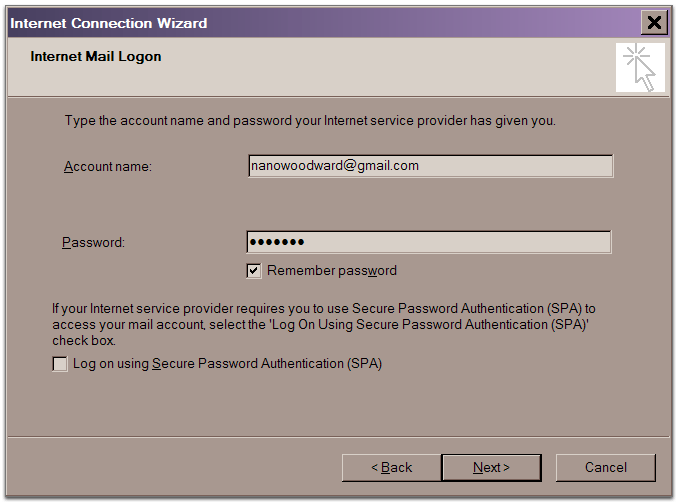 Internet Connection Wizard
Internet Mail Logon
Type the account name and password your Internet service provider has given you.
Account name: nanowoodward@gmail.com
Password: •••••••
Remember password
If your Internet service provider requires you to use Secure Password Authentication (SPA) to
access your mail account, select the 'Log On Using Secure Password Authentication (SPA)'
check box.
Log on using Secure Password Authentication (SPA)
< Back Next > Cancel